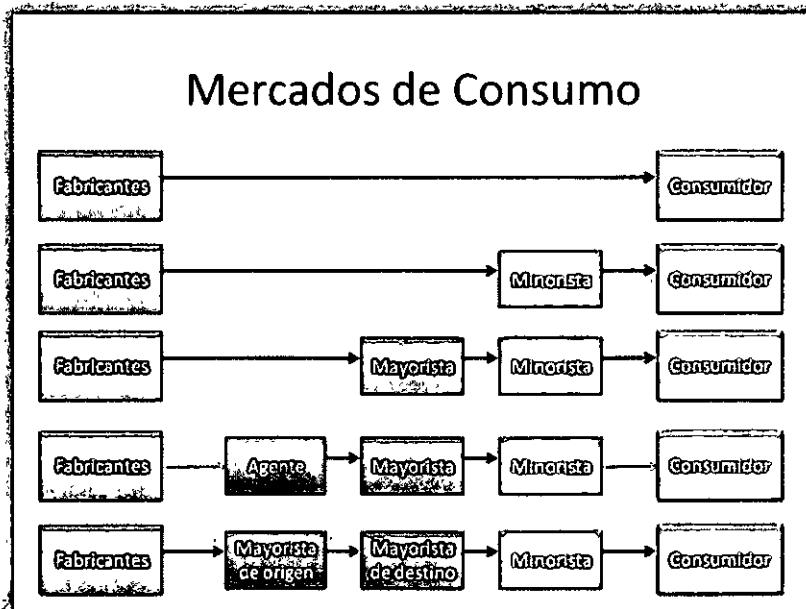 Mercados de Consumo
Fabricantes Consumidor
Fabricantes Minorista Consumidor
Fabricantes Mayorista Minorista Consumidor
Fabricantes Agente Mayorista Minorista Consumidor
Fabricantes Mayorista de origen Mayorista de destino Minorista Consumidor